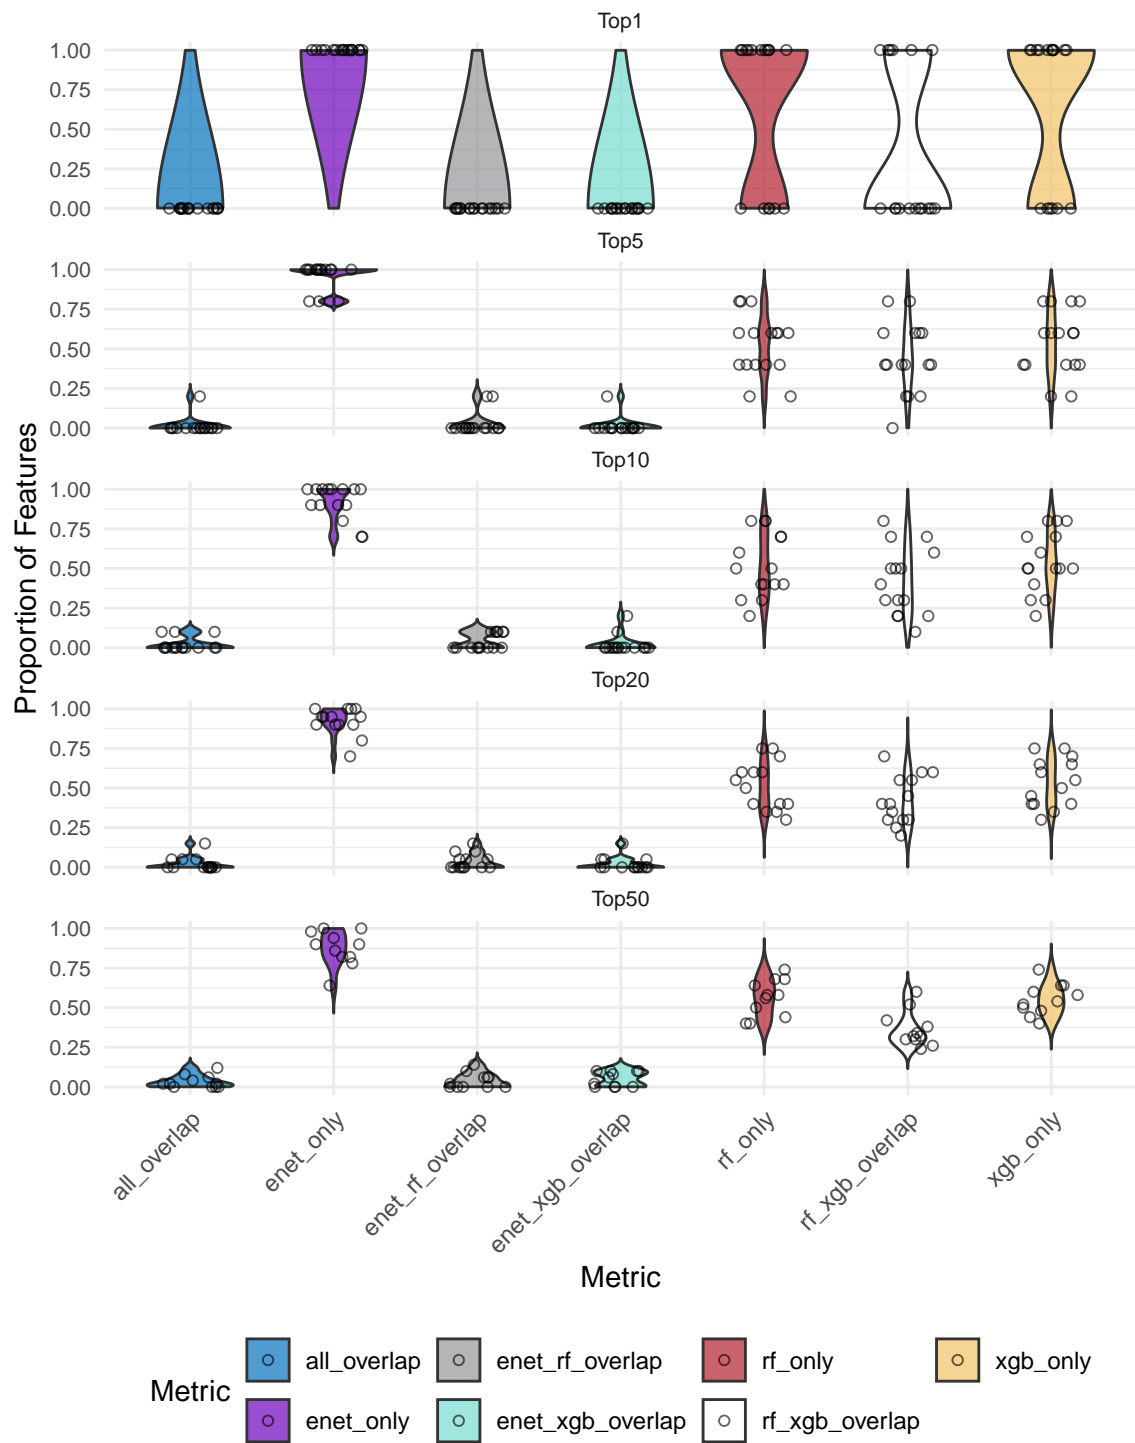 Top1
1.00
0.75
0.50
0.25
0.00
Top5
1.00
0.75
0.50
0.25
0.00
Top10
1.00
0.75
0.50
0.25
0.00
Top20
1.00
0.75
0.50
0.25
0.00
Top50
1.00
0.75
0.50
0.25
0.00
Proportion of Features
all_overlap
enet_only
enet_rf_overlap
enet_xgb_overlap
rf_only
rf_xgb_overlap
xgb_only
Metric
Metric
all_overlap
enet_rf_overlap
rf_only
xgb_only
enet_only
enet_xgb_overlap
rf_xgb_overlap